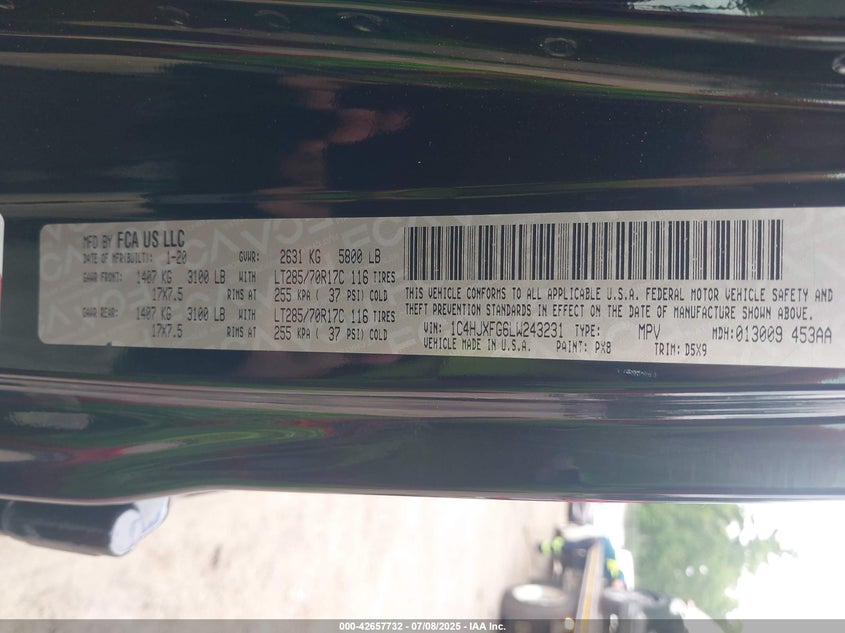 MFD BY FCA US LLC
DATE OF MFR(BUILT): 1-20 GVWR: 2631 KG 5800 LB
GAWR FRONT: 1407 KG 3100 LB WITH LT285/70R17C 116 TIRES
17X7.5 RIMS AT 255 KPA ( 37 PSI) COLD
GAWR REAR: 1407 KG 3100 LB WITH LT285/70R17C 116 TIRES
17X7.5 RIMS AT 255 KPA ( 37 PSI) COLD
THIS VEHICLE CONFORMS TO ALL APPLICABLE U.S.A. FEDERAL MOTOR VEHICLE SAFETY AND
THEFT PREVENTION STANDARDS IN EFFECT ON THE DATE OF MANUFACTURE SHOWN ABOVE.
VIN: 1C4HJXFG6LW243231 TYPE: MPV MDH: 013009 453AA
VEHICLE MADE IN U.S.A. PAINT: PX8 TRIM: D5X9
000-42657732 - 07/08/2025 - IAA Inc.